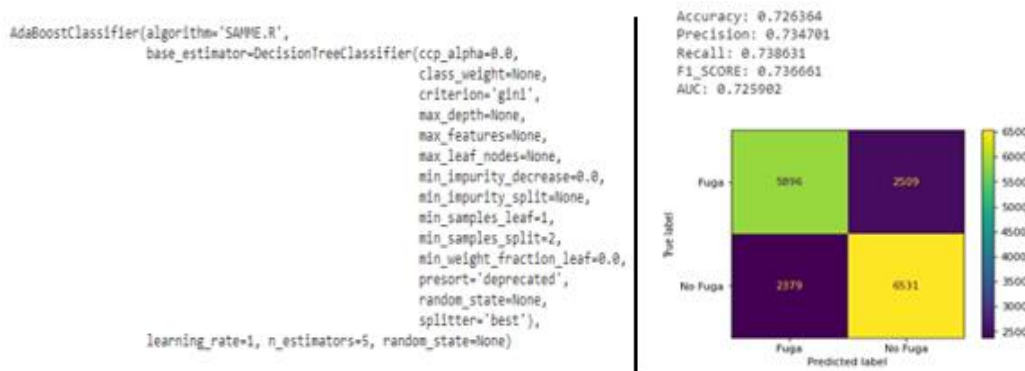 AdaBoostClassifier(algorithm='SAMME.R',
base_estimator=DecisionTreeClassifier(ccp_alpha=0.0,
class_weight=None,
criterion='gini',
max_depth=None,
max_features=None,
max_leaf_nodes=None,
min_impurity_decrease=0.0,
min_impurity_split=None,
min_samples_leaf=1,
min_samples_split=2,
min_weight_fraction_leaf=0.0,
presort='deprecated',
random_state=None,
splitter='best'),
learning_rate=1, n_estimators=5, random_state=None)
Accuracy: 0.726364
Precision: 0.734701
Recall: 0.738631
F1_SCORE: 0.736661
AUC: 0.725902
True label
Fuga
5896
2509
No Fuga
2379
6531
Fuga
No Fuga
Predicted label
6500
6000
5500
5000
4500
4000
3500
3000
2500